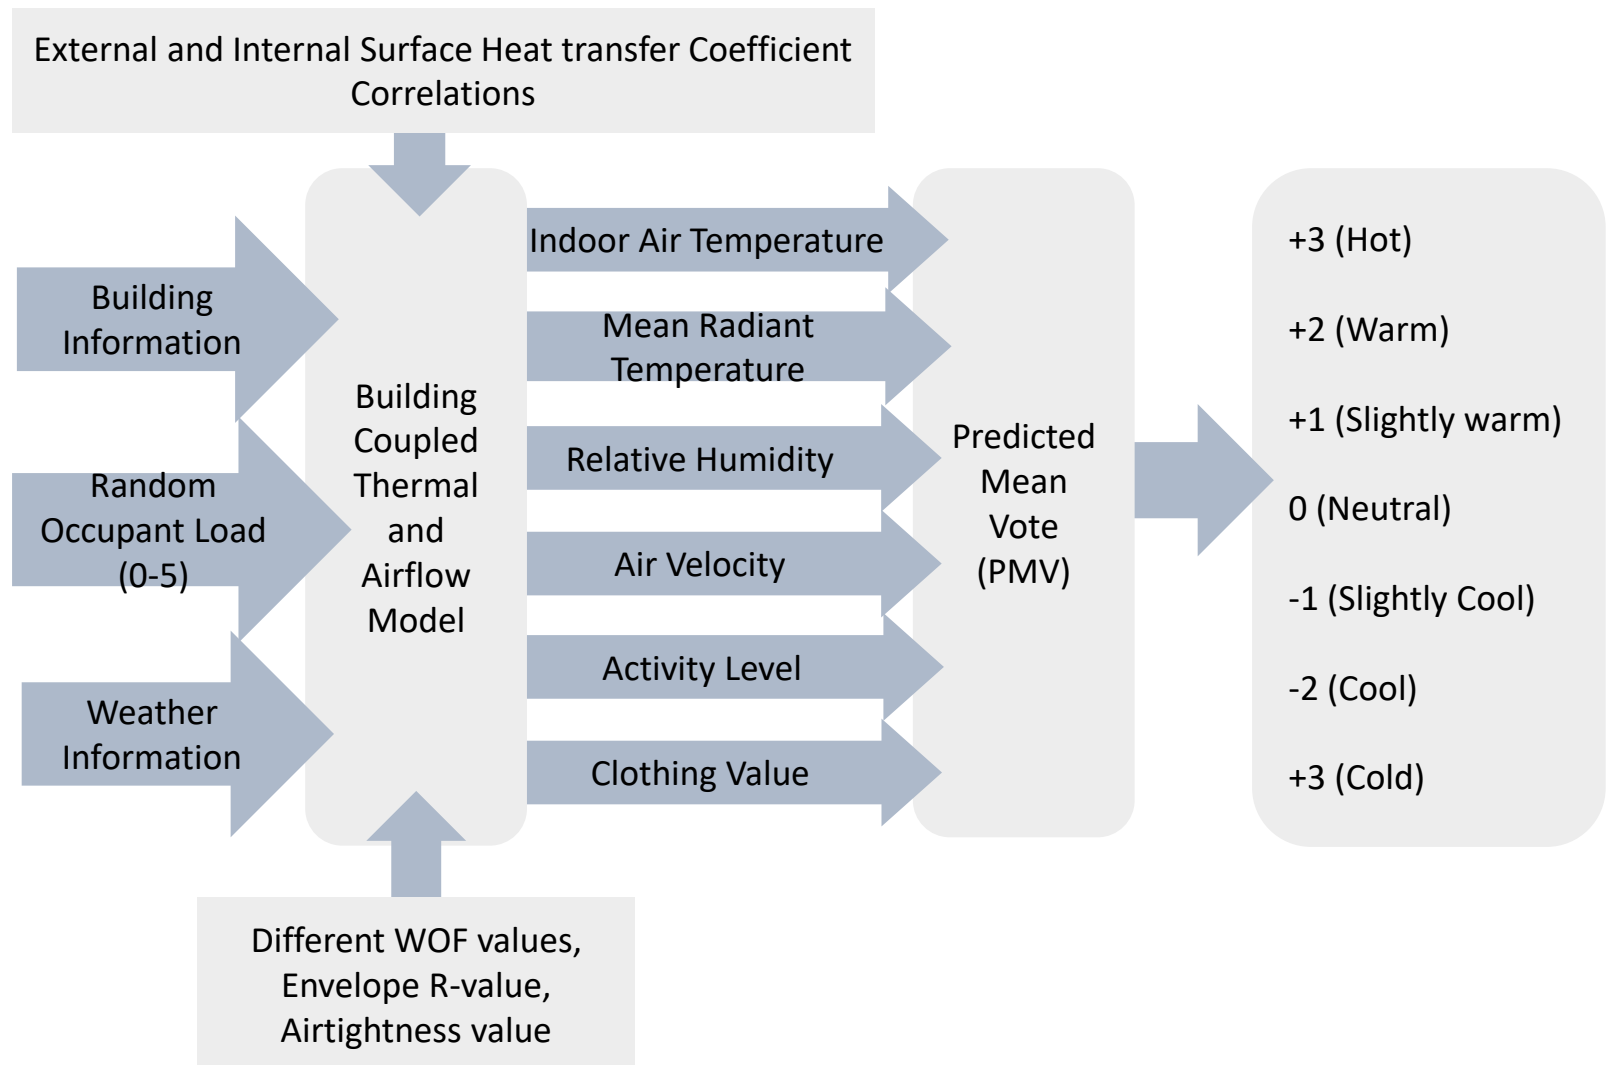 External and Internal Surface Heat transfer Coefficient
Correlations
Building
Information
Random
Occupant Load
(0-5)
Weather
Information
Building
Coupled
Thermal
and
Airflow
Model
Different WOF values,
Envelope R-value,
Airtightness value
Indoor Air Temperature
Mean Radiant
Temperature
Relative Humidity
Air Velocity
Activity Level
Clothing Value
Predicted
Mean
Vote
(PMV)
+3 (Hot)
+2 (Warm)
+1 (Slightly warm)
0 (Neutral)
-1 (Slightly Cool)
-2 (Cool)
+3 (Cold)